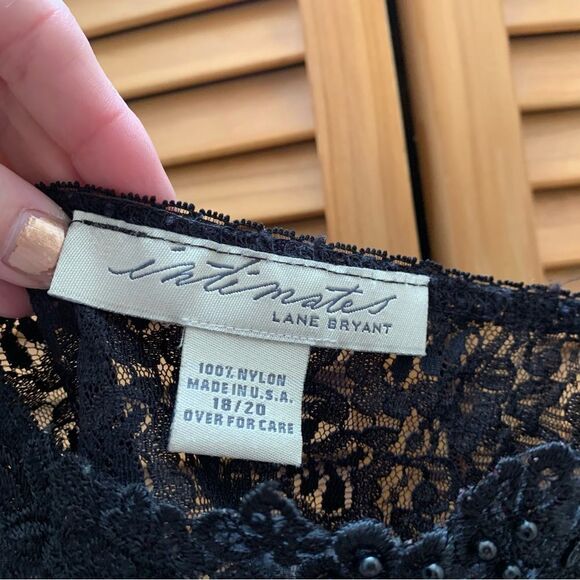 intimates
LANE BRYANT
100% NYLON
MADE IN U.S.A.
18/20
OVER FOR CARE